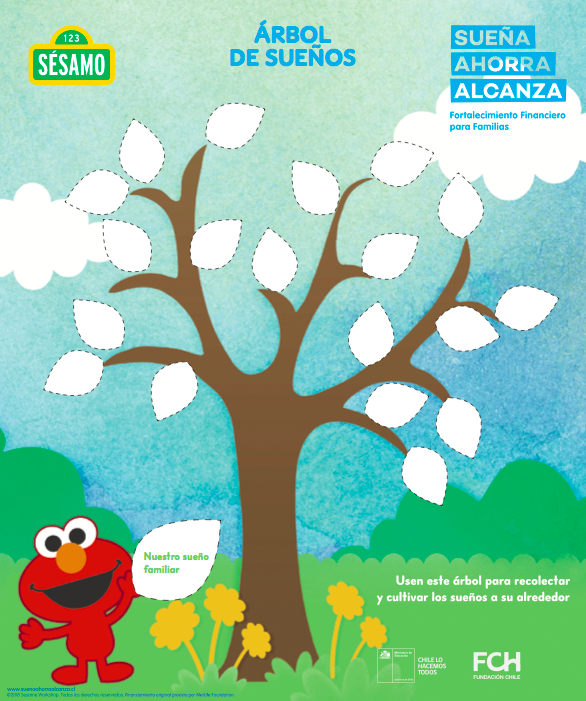 123
SÉSAMO
ÁRBOL
DE SUEÑOS
SUEÑA
AHORRA
ALCANZA
Fortalecimiento Financiero
para Familias
Nuestro sueño
familiar
Usen este árbol para recolectar
y cultivar los sueños a su alrededor
CHILE LO
HACEMOS
TODOS
FCH
FUNDACIÓN CHILE
www.suenaahorraalcanza.cl
©2018 Sesame Workshop. Todos los derechos reservados. Financiamiento original provisto por MetLife Foundation.